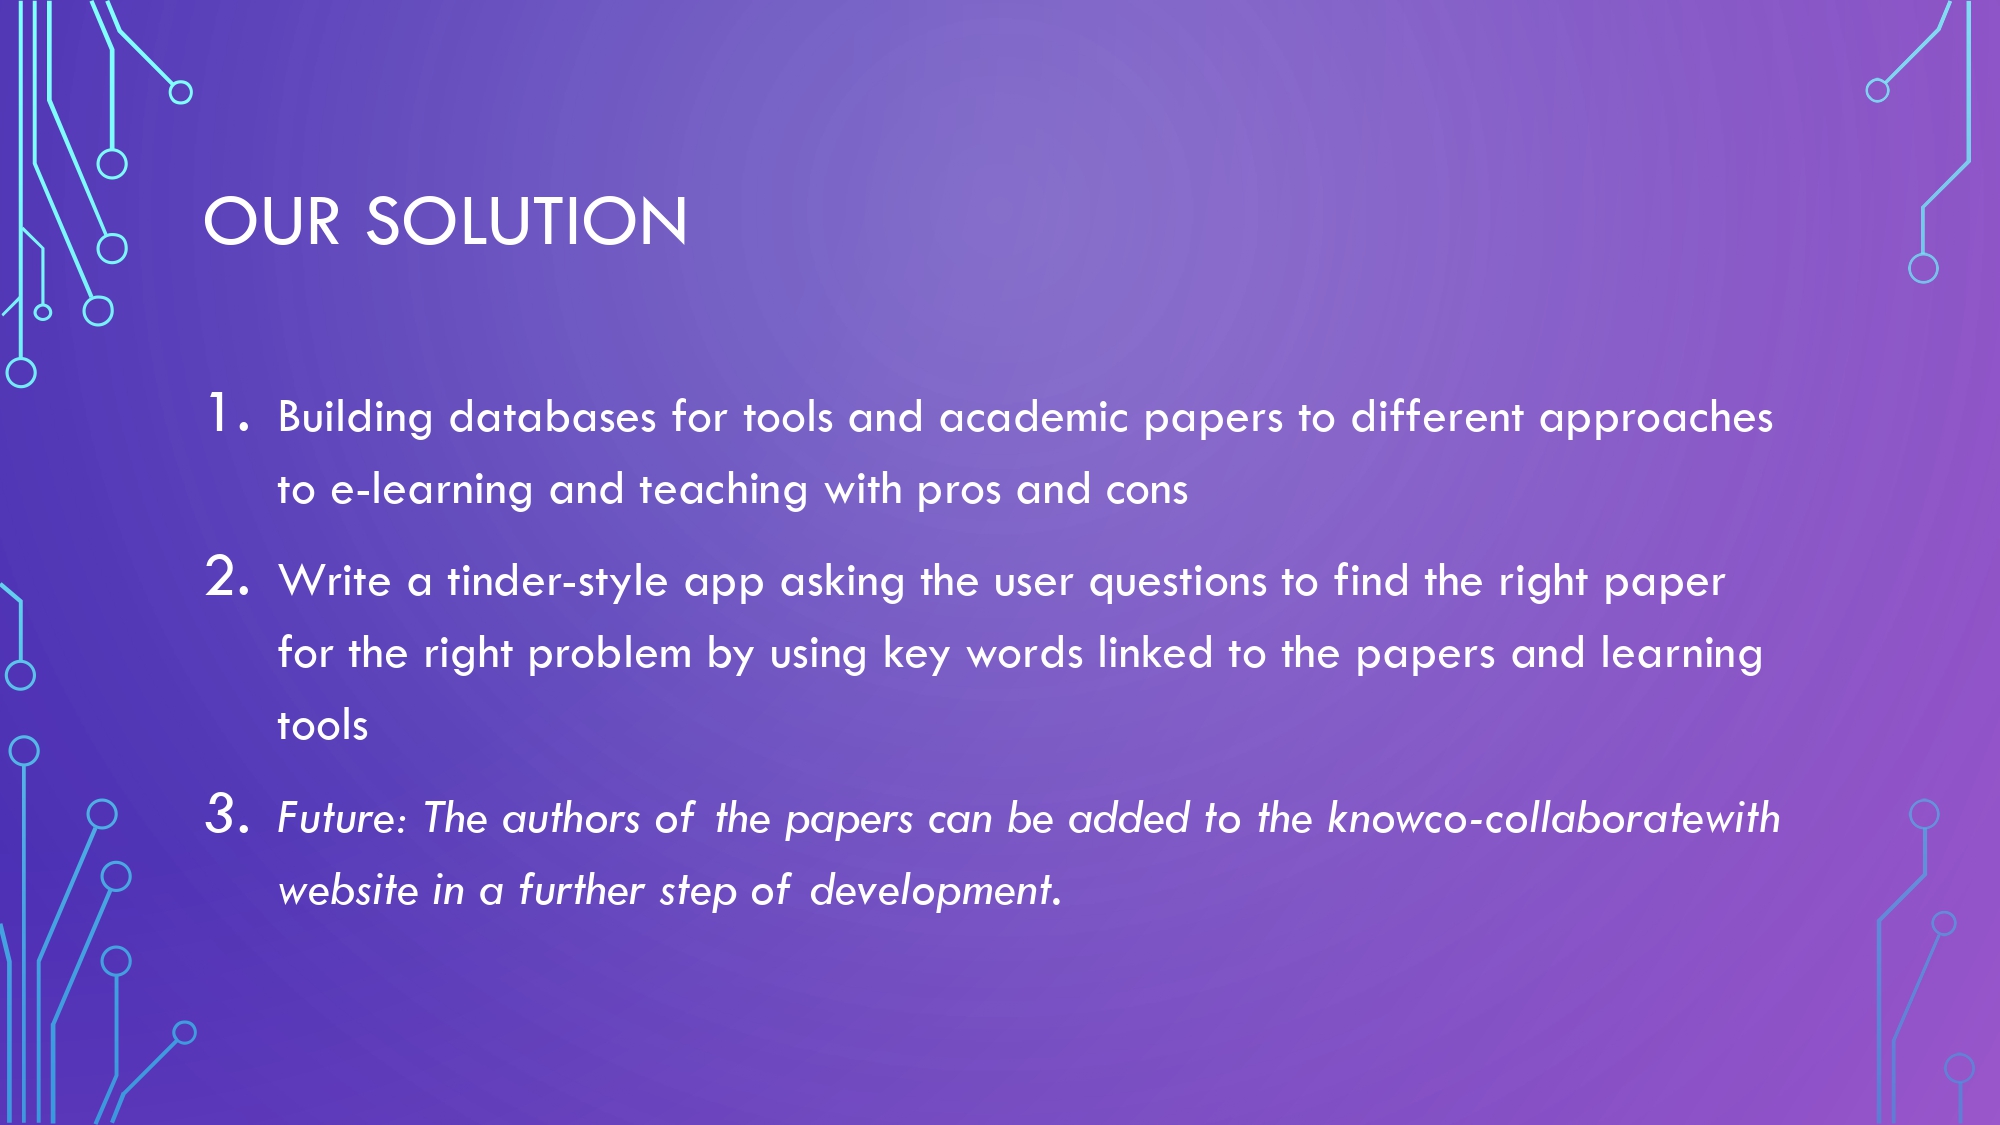 OUR SOLUTION
1. Building databases for tools and academic papers to different approaches
to e-learning and teaching with pros and cons
2. Write a tinder-style app asking the user questions to find the right paper
for the right problem by using key words linked to the papers and learning
tools
3. Future: The authors of the papers can be added to the knowco-collaboratewith
website in a further step of development.